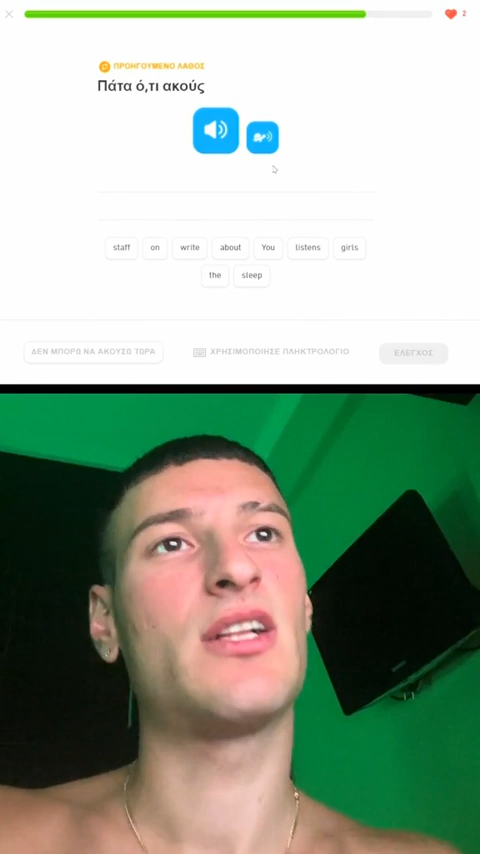 2
ΠΡΟΗΓΟΥΜΕΝΟ ΛΑΘΟΣ
Πάτα ό,τι ακούς
staff on write about You listens girls
the sleep
ΔΕΝ ΜΠΟΡΩ ΝΑ ΑΚΟΥΣΩ ΤΩΡΑ ΧΡΗΣΙΜΟΠΟΙΗΣΕ ΠΛΗΚΤΡΟΛΟΓΙΟ ΕΛΕΓΧΟΣ